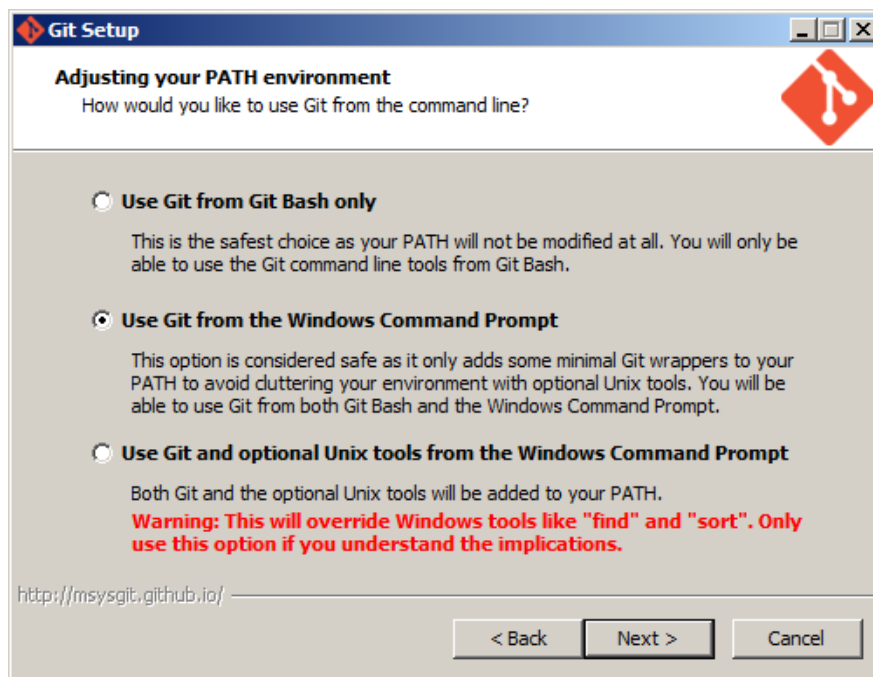 Git Setup
Adjusting your PATH environment
How would you like to use Git from the command line?
Use Git from Git Bash only
This is the safest choice as your PATH will not be modified at all. You will only be
able to use the Git command line tools from Git Bash.
Use Git from the Windows Command Prompt
This option is considered safe as it only adds some minimal Git wrappers to your
PATH to avoid cluttering your environment with optional Unix tools. You will be
able to use Git from both Git Bash and the Windows Command Prompt.
Use Git and optional Unix tools from the Windows Command Prompt
Both Git and the optional Unix tools will be added to your PATH.
Warning: This will override Windows tools like "find" and "sort". Only
use this option if you understand the implications.
http://msysgit.github.io/
< Back
Next >
Cancel